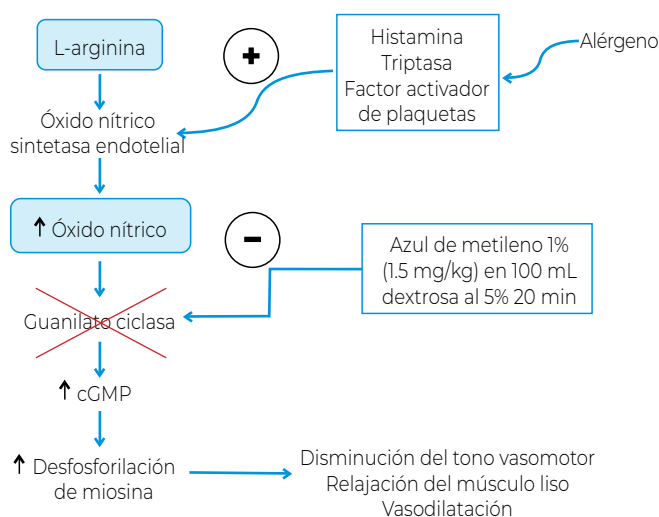 L-arginina
+
Histamina
Triptasa
Factor activador
de plaquetas
Alérgeno
Óxido nítrico
sintetasa endotelial
↑ Óxido nítrico
−
Azul de metileno 1%
(1.5 mg/kg) en 100 mL
dextrosa al 5% 20 min
Guanilato ciclasa
↑ cGMP
↑ Desfosforilación
de miosina
Disminución del tono vasomotor
Relajación del músculo liso
Vasodilatación